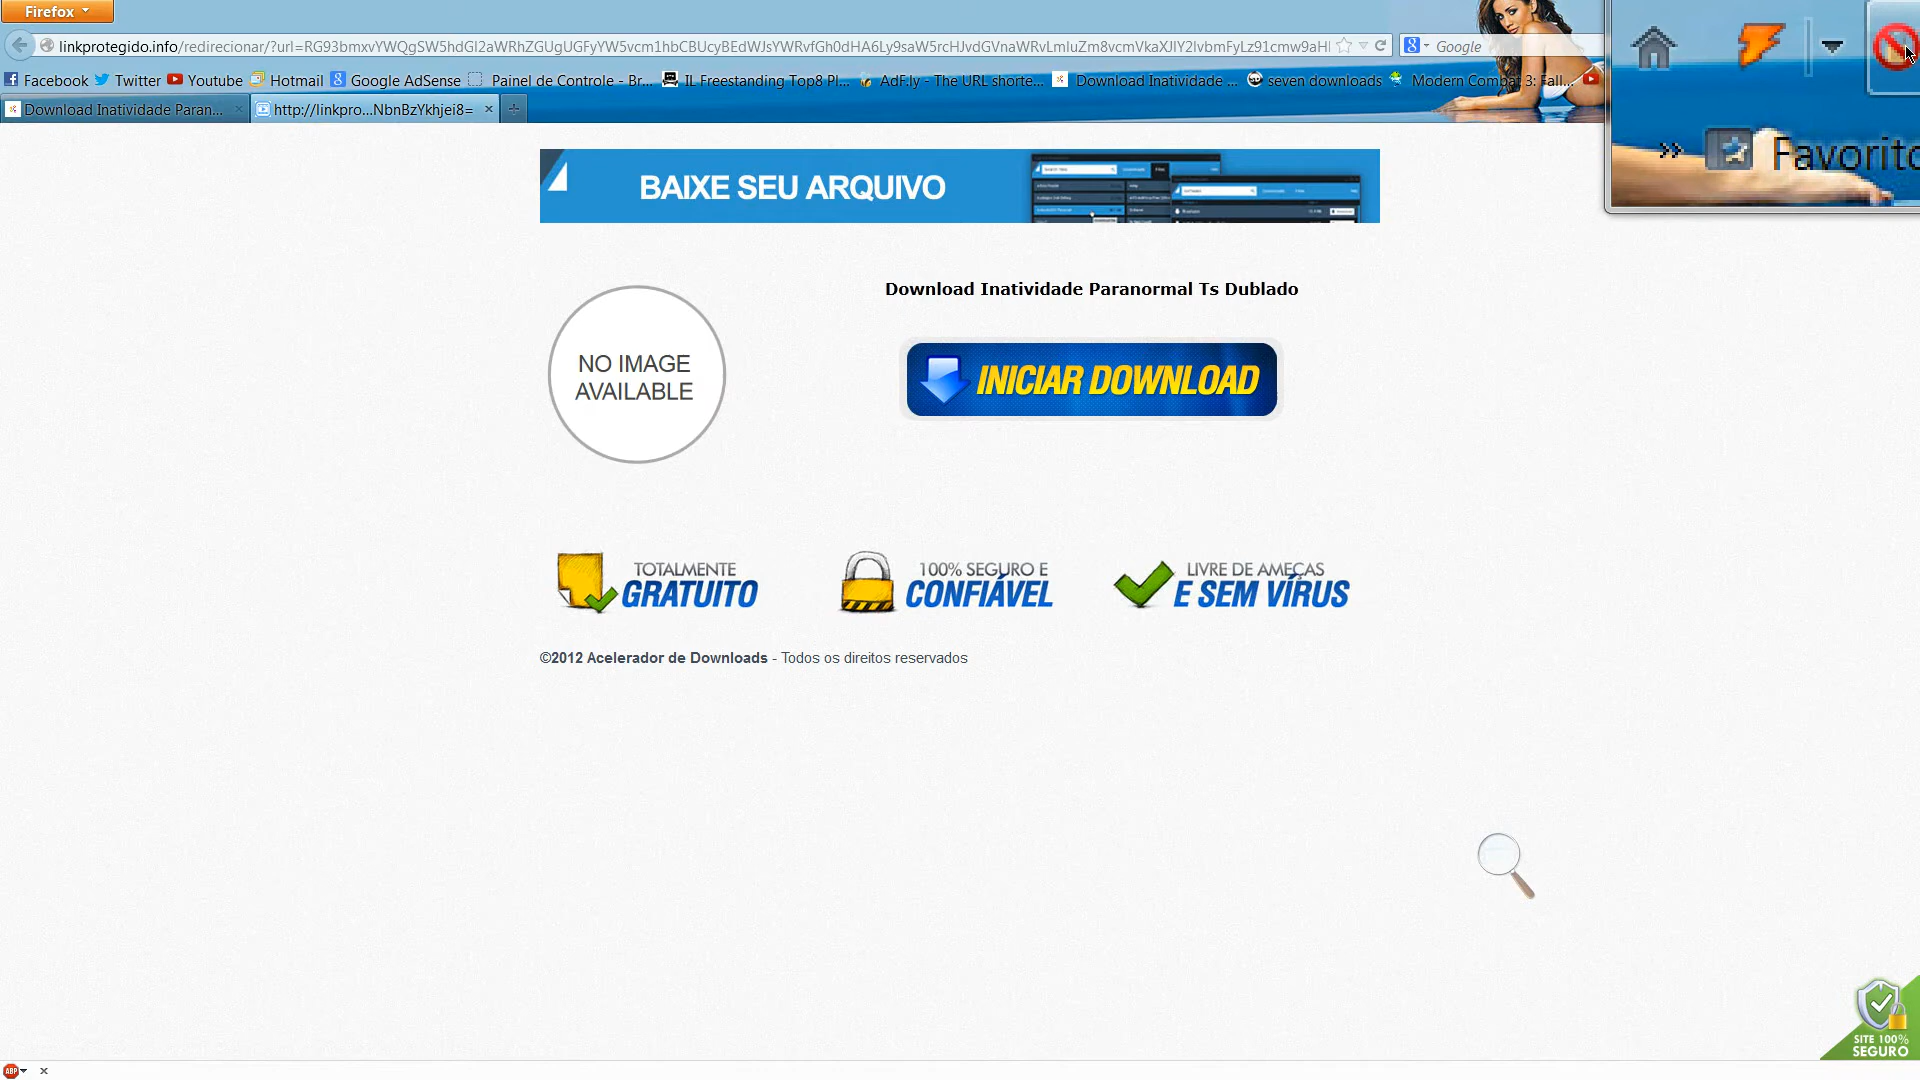 Firefox
linkprotegido.info/redirecionar/?url=
Google
Facebook Twitter Youtube Hotmail Google AdSense Painel de Controle - Br... IL Freestanding Top8 Pl... AdF.ly - The URL shorte... Download Inatividade ... seven downloads Modern Combat 3: Fall...
Download Inatividade Paran... http://linkpro...NbnBzYkhjei8=
Favorito
BAIXE SEU ARQUIVO
Download Inatividade Paranormal Ts Dublado
NO IMAGE
AVAILABLE
INICIAR DOWNLOAD
TOTALMENTE
GRATUITO
100% SEGURO E
CONFIÁVEL
LIVRE DE AMEÇAS
E SEM VÍRUS
©2012 Acelerador de Downloads - Todos os direitos reservados
SITE 100%
SEGURO
ABP